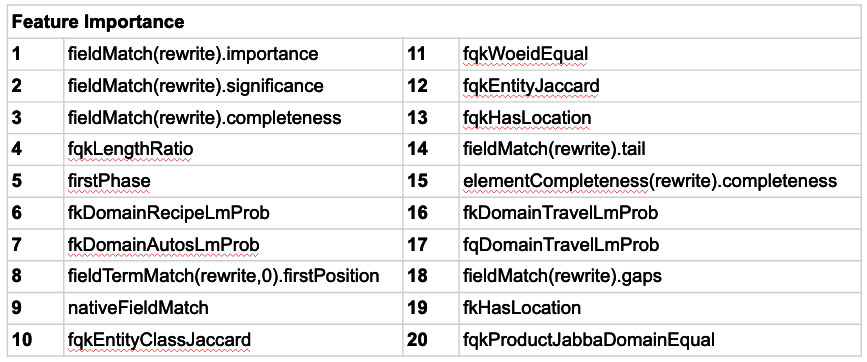 Feature Importance
1 fieldMatch(rewrite).importance 11 fqkWoeidEqual
2 fieldMatch(rewrite).significance 12 fqkEntityJaccard
3 fieldMatch(rewrite).completeness 13 fqkHasLocation
4 fqkLengthRatio 14 fieldMatch(rewrite).tail
5 firstPhase 15 elementCompleteness(rewrite).completeness
6 fkDomainRecipeLmProb 16 fkDomainTravelLmProb
7 fkDomainAutosLmProb 17 fqDomainTravelLmProb
8 fieldTermMatch(rewrite,0).firstPosition 18 fieldMatch(rewrite).gaps
9 nativeFieldMatch 19 fkHasLocation
10 fqkEntityClassJaccard 20 fqkProductJabbaDomainEqual